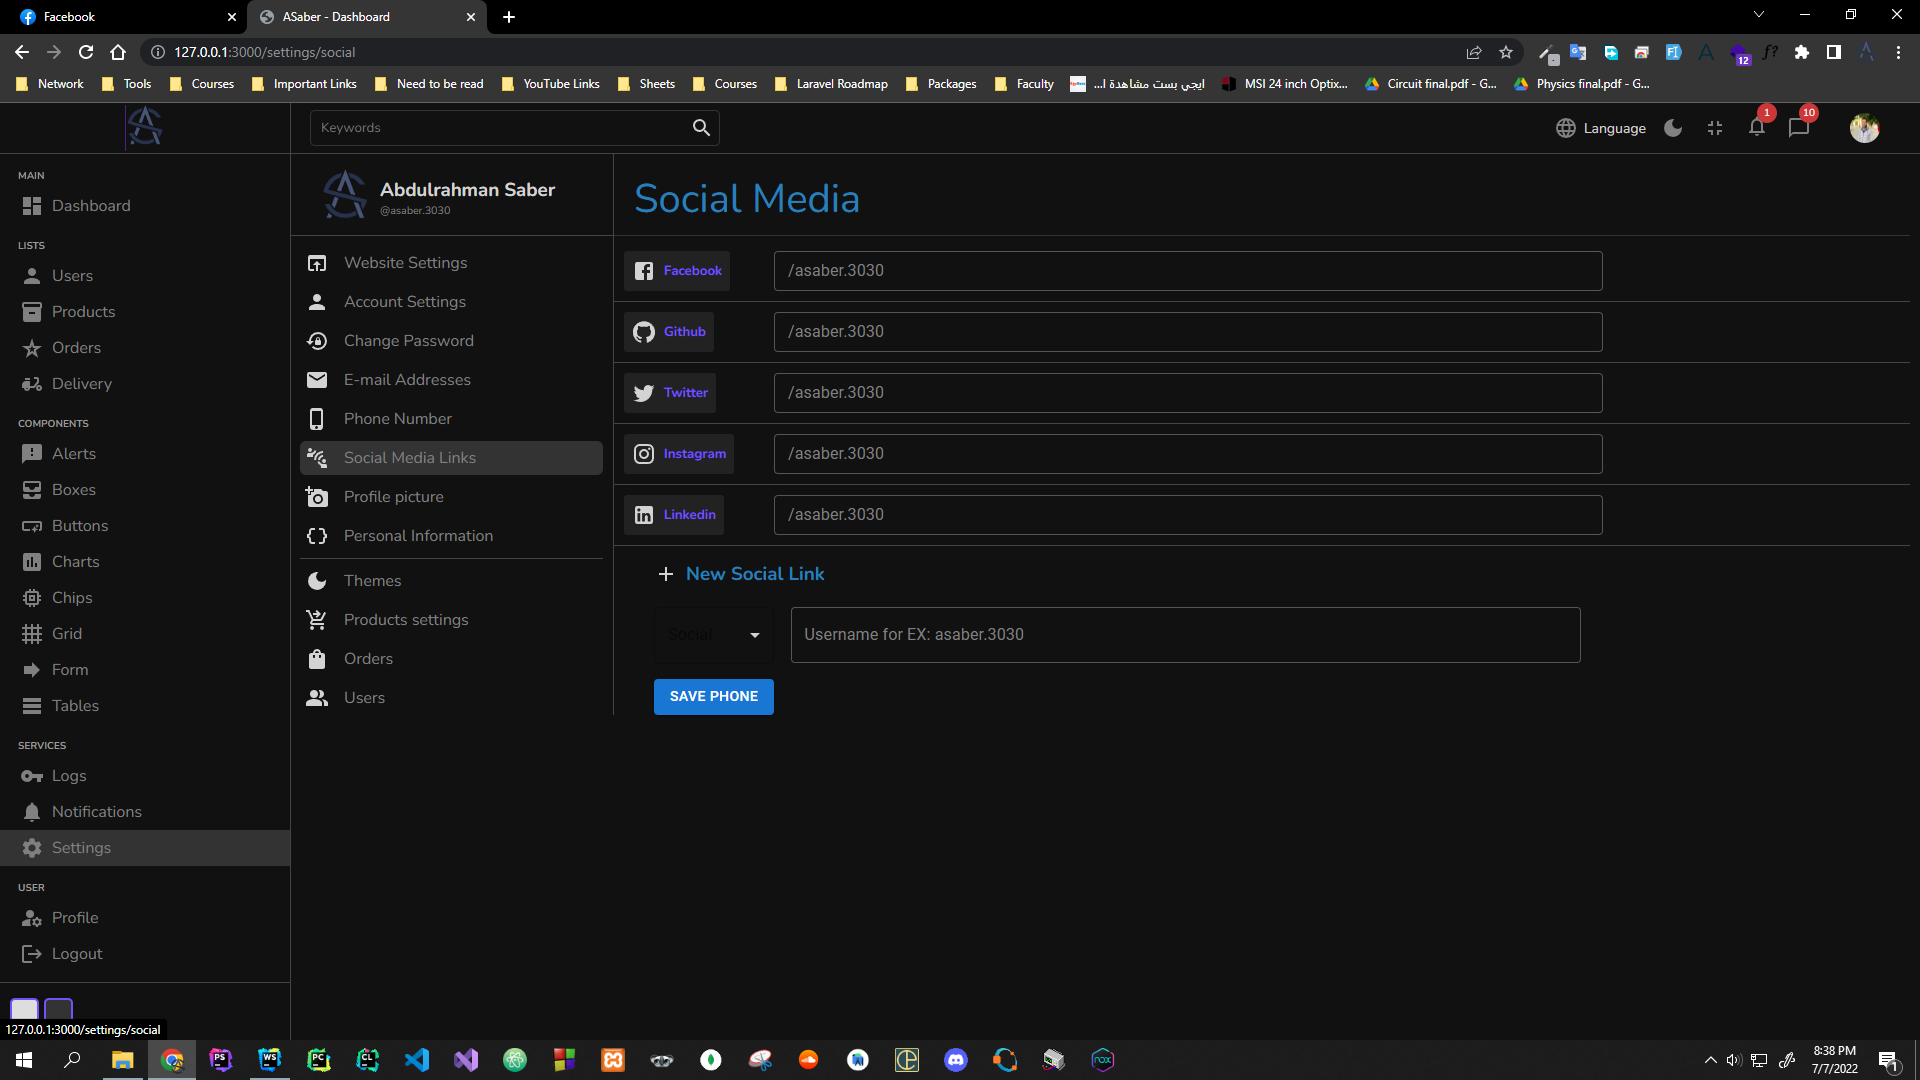 Facebook
ASaber - Dashboard
127.0.0.1:3000/settings/social
12
Network
Tools
Courses
Important Links
Need to be read
YouTube Links
Sheets
Courses
Laravel Roadmap
Packages
Faculty
ايجي بست مشاهدة ا...
MSI 24 inch Optix...
Circuit final.pdf - G...
Physics final.pdf - G...
Keywords
Language
1
10
MAIN
Dashboard
LISTS
Users
Products
Orders
Delivery
COMPONENTS
Alerts
Boxes
Buttons
Charts
Chips
Grid
Form
Tables
SERVICES
Logs
Notifications
Settings
USER
Profile
Logout
127.0.0.1:3000/settings/social
Abdulrahman Saber
@asaber.3030
Website Settings
Account Settings
Change Password
E-mail Addresses
Phone Number
Social Media Links
Profile picture
Personal Information
Themes
Products settings
Orders
Users
Social Media
Facebook
/asaber.3030
Github
/asaber.3030
Twitter
/asaber.3030
Instagram
/asaber.3030
Linkedin
/asaber.3030
New Social Link
Social
Username for EX: asaber.3030
SAVE PHONE
PS
WS
PC
CL
nox
8:38 PM
7/7/2022
1